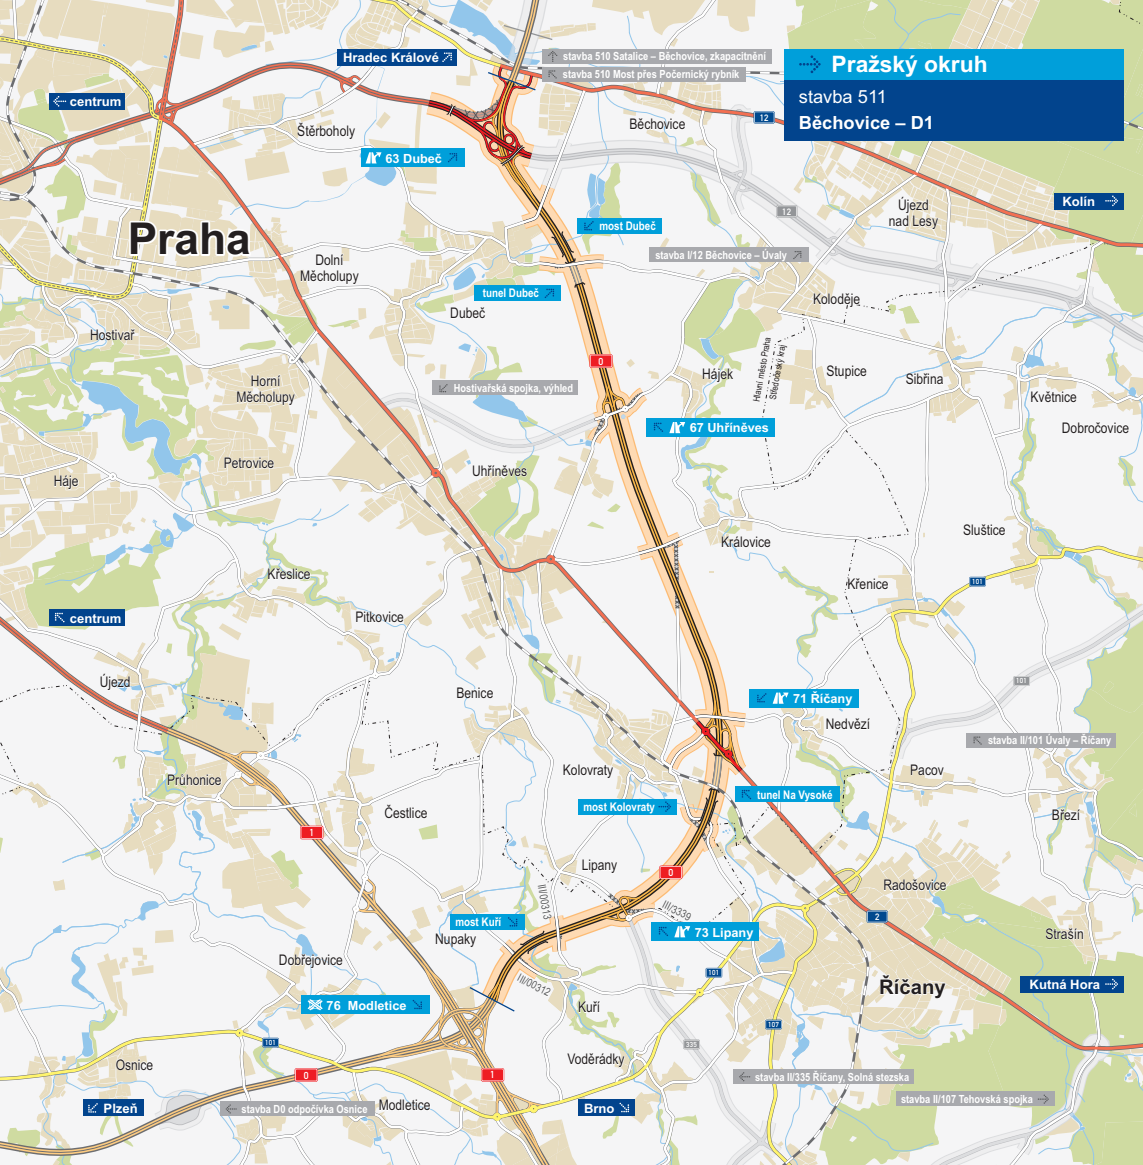 Hradec Králové
stavba 510 Satalice – Běchovice, zkapacitnění
stavba 510 Most přes Počernický rybník
Pražský okruh
stavba 511
Běchovice – D1
centrum
Štěrboholy
Běchovice
12
63 Dubeč
Kolín
12
Újezd
nad Lesy
Praha
most Dubeč
stavba I/12 Běchovice – Úvaly
Dolní
Měcholupy
tunel Dubeč
Dubeč
Koloděje
Hostivař
0
Hlavní město Praha
Středočeský kraj
Hájek
Stupice
Sibřina
Horní
Měcholupy
Hostivařská spojka, výhled
Květnice
67 Uhříněves
Dobročovice
Petrovice
Uhříněves
Háje
Královice
Sluštice
Křeslice
Křenice
101
centrum
Pitkovice
Újezd
Benice
101
71 Říčany
Nedvězí
stavba II/101 Úvaly – Říčany
Kolovraty
Pacov
Průhonice
tunel Na Vysoké
most Kolovraty
Čestlice
Březí
1
Lipany
0
Radošovice
III/00313
III/3339
2
most Kuří
73 Lipany
Nupaky
Strašín
Dobřejovice
101
Říčany
Kutná Hora
III/00312
76 Modletice
Kuří
107
101
335
Osnice
Voděrádky
0
1
stavba II/335 Říčany, Solná stezska
stavba II/107 Tehovská spojka
Plzeň
stavba D0 odpočívka Osnice
Modletice
Brno